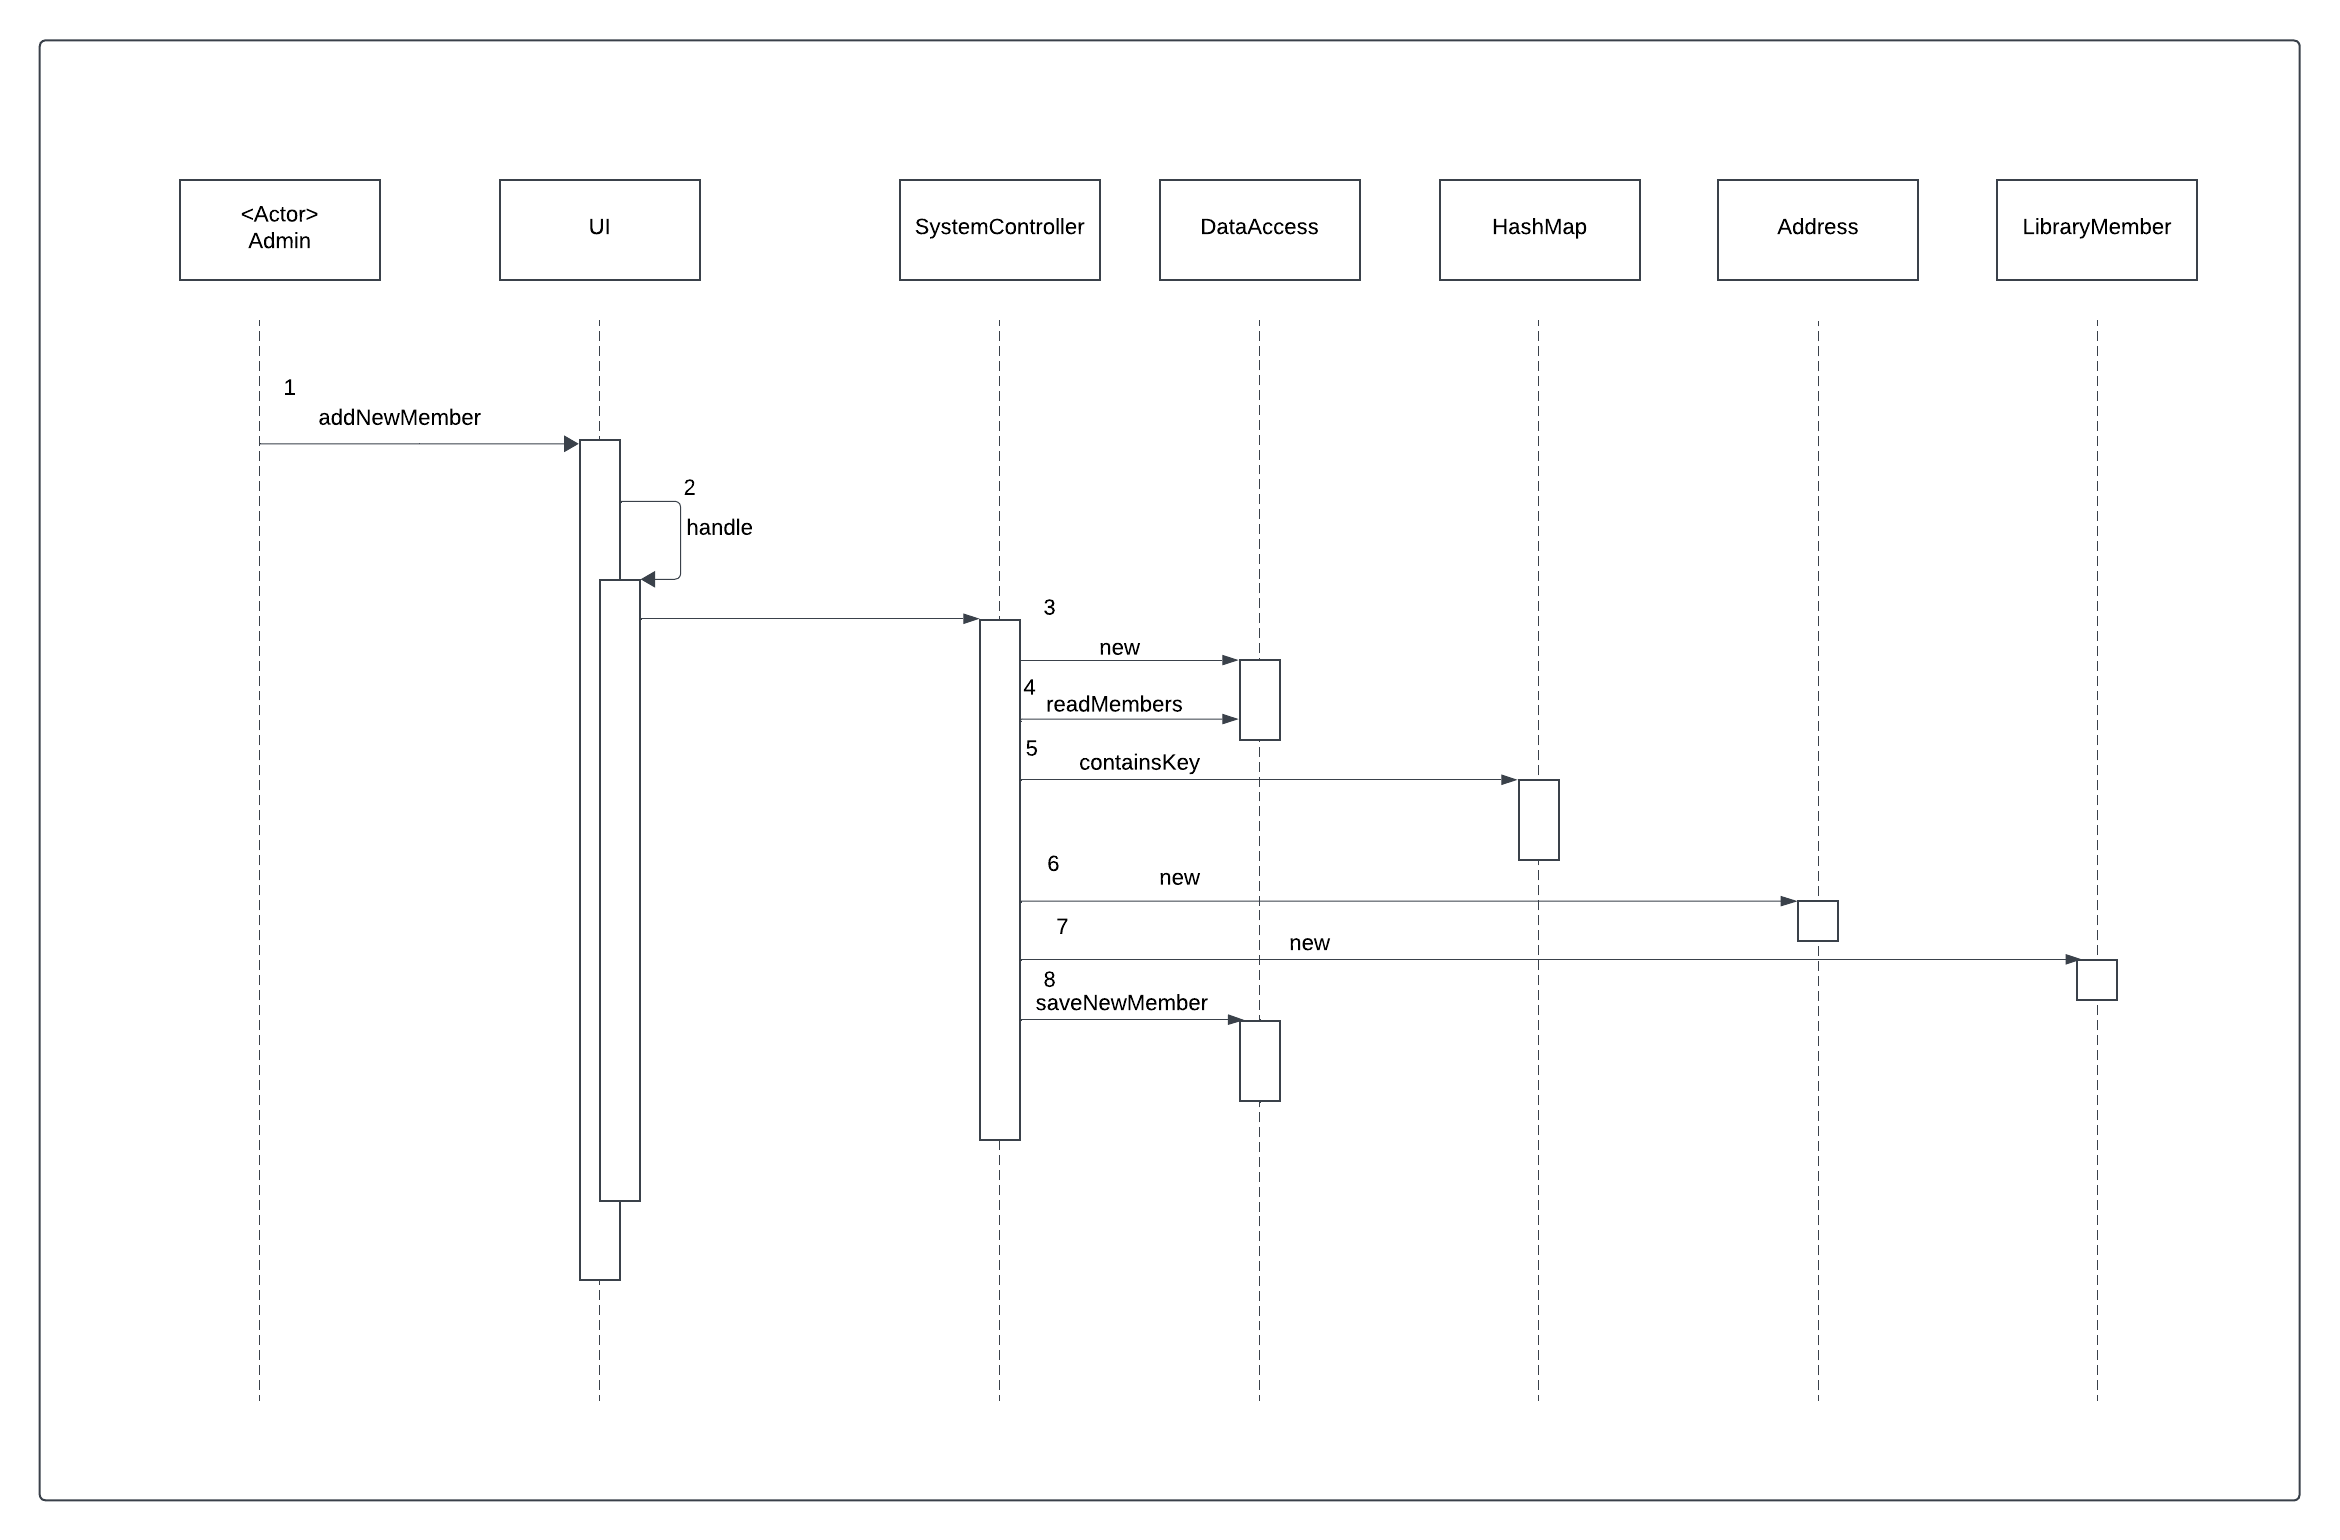 <Actor>
Admin
UI
SystemController
DataAccess
HashMap
Address
LibraryMember
1
addNewMember
2
handle
3
new
4
readMembers
5
containsKey
6
new
7
new
8
saveNewMember